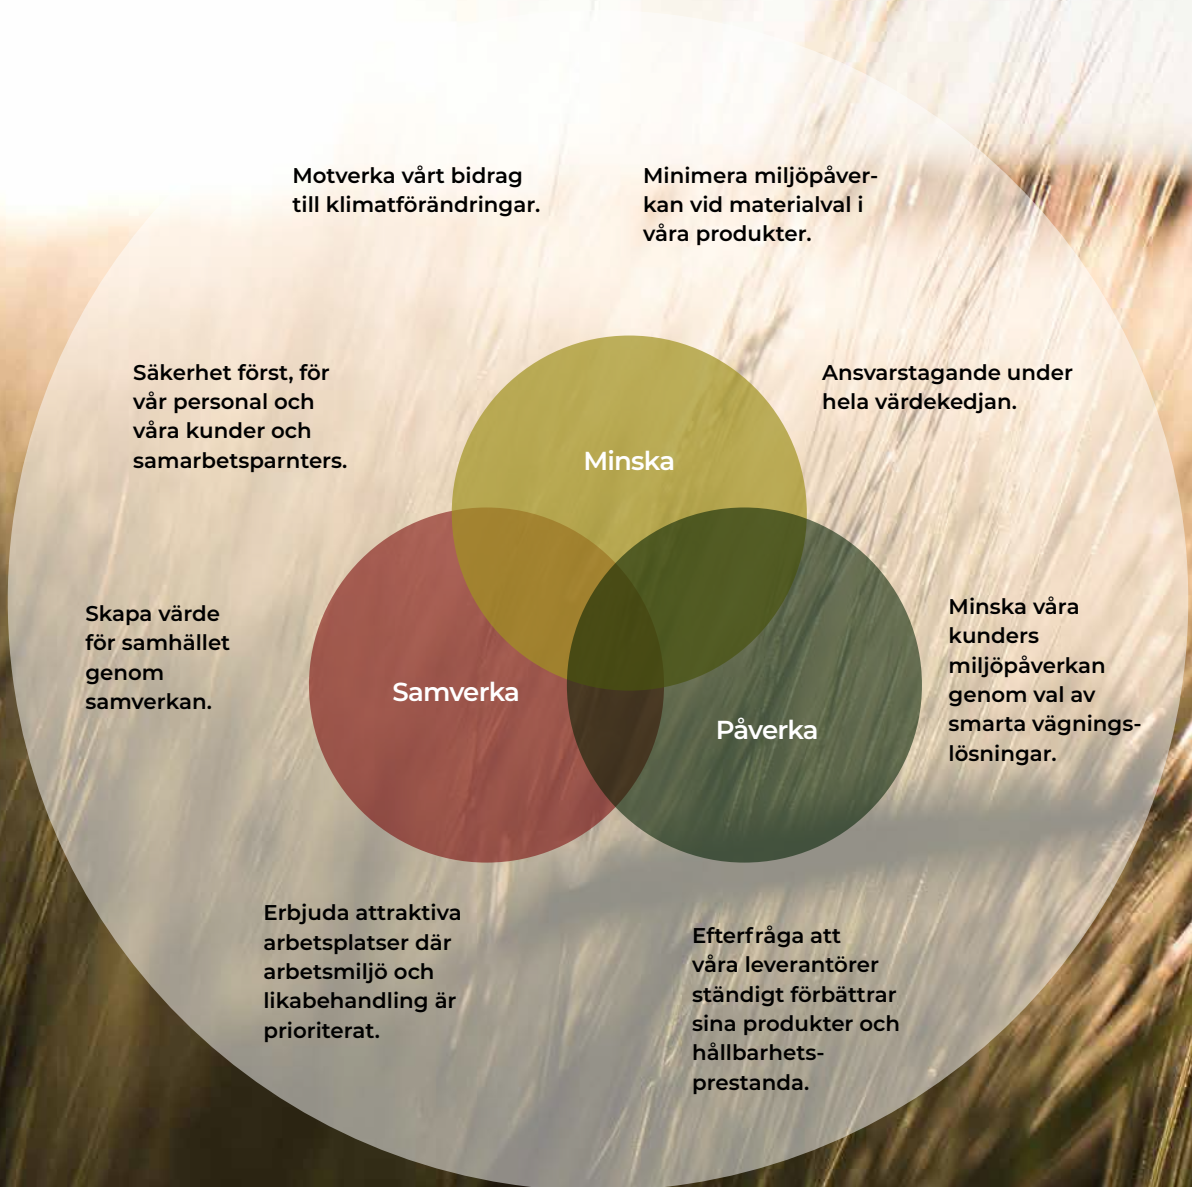 Motverka vårt bidrag
till klimatförändringar.
Minimera miljöpåver-
kan vid materialval i
våra produkter.
Säkerhet först, för
vår personal och
våra kunder och
samarbetsparnters.
Ansvarstagande under
hela värdekedjan.
Minska
Skapa värde
för samhället
genom
samverkan.
Samverka
Påverka
Minska våra
kunders
miljöpåverkan
genom val av
smarta vägnings-
lösningar.
Erbjuda attraktiva
arbetsplatser där
arbetsmiljö och
likabehandling är
prioriterat.
Efterfråga att
våra leverantörer
ständigt förbättrar
sina produkter och
hållbarhets-
prestanda.